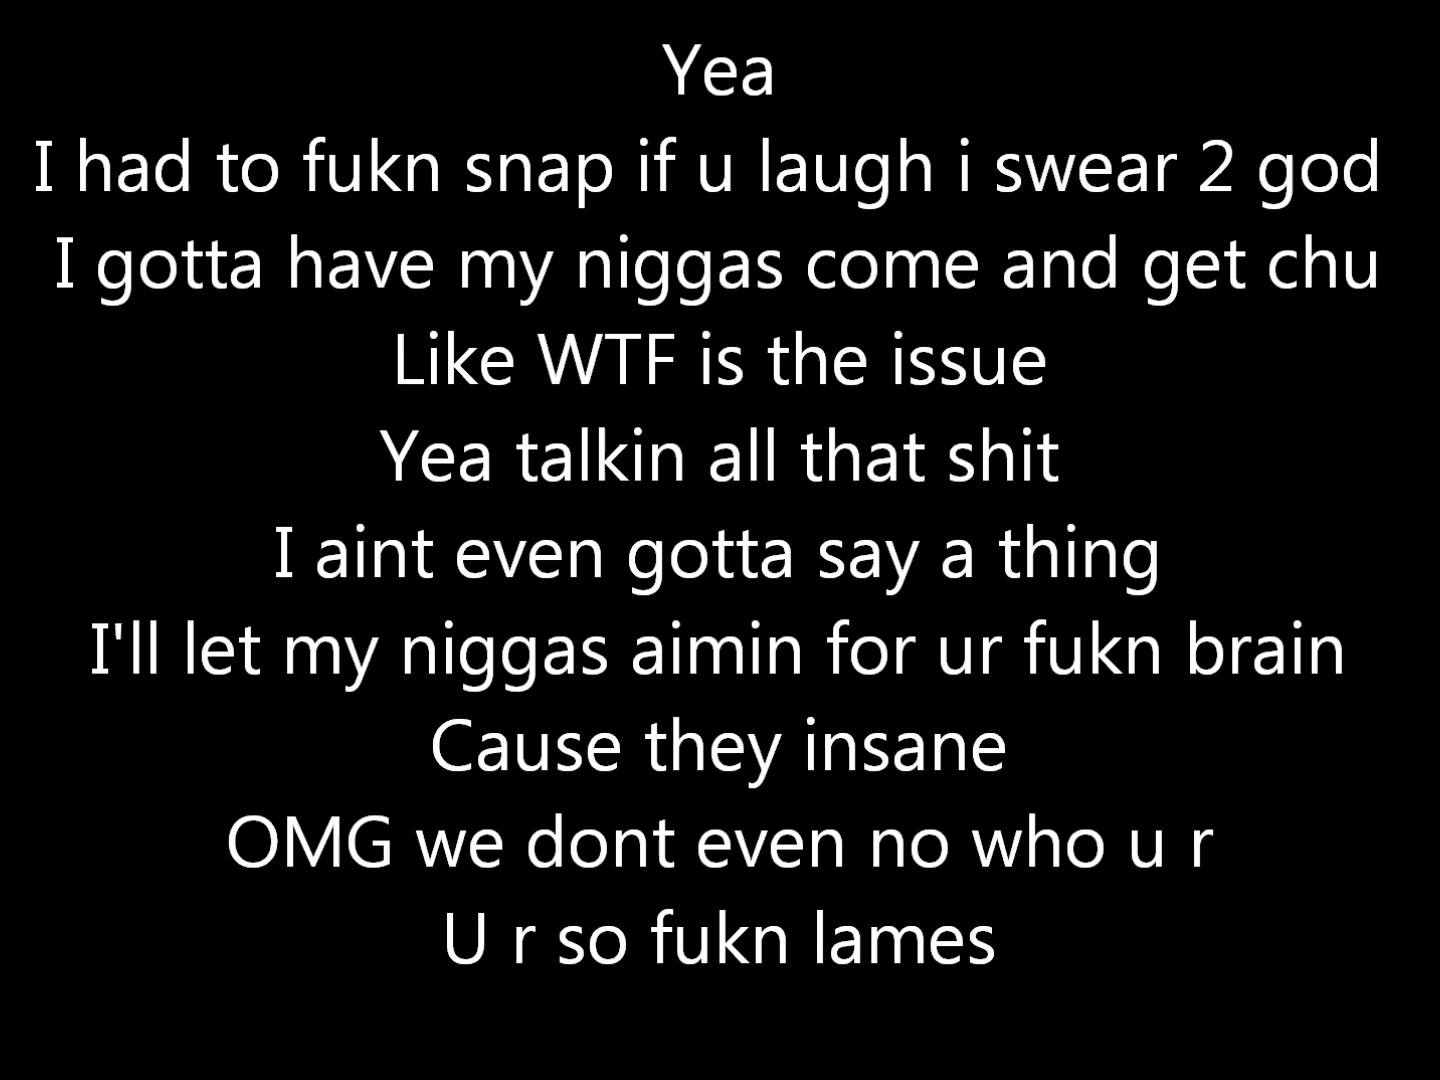 Yea
I had to fukn snap if u laugh i swear 2 god
I gotta have my niggas come and get chu
Like WTF is the issue
Yea talkin all that shit
I aint even gotta say a thing
I'll let my niggas aimin for ur fukn brain
Cause they insane
OMG we dont even no who u r
U r so fukn lames